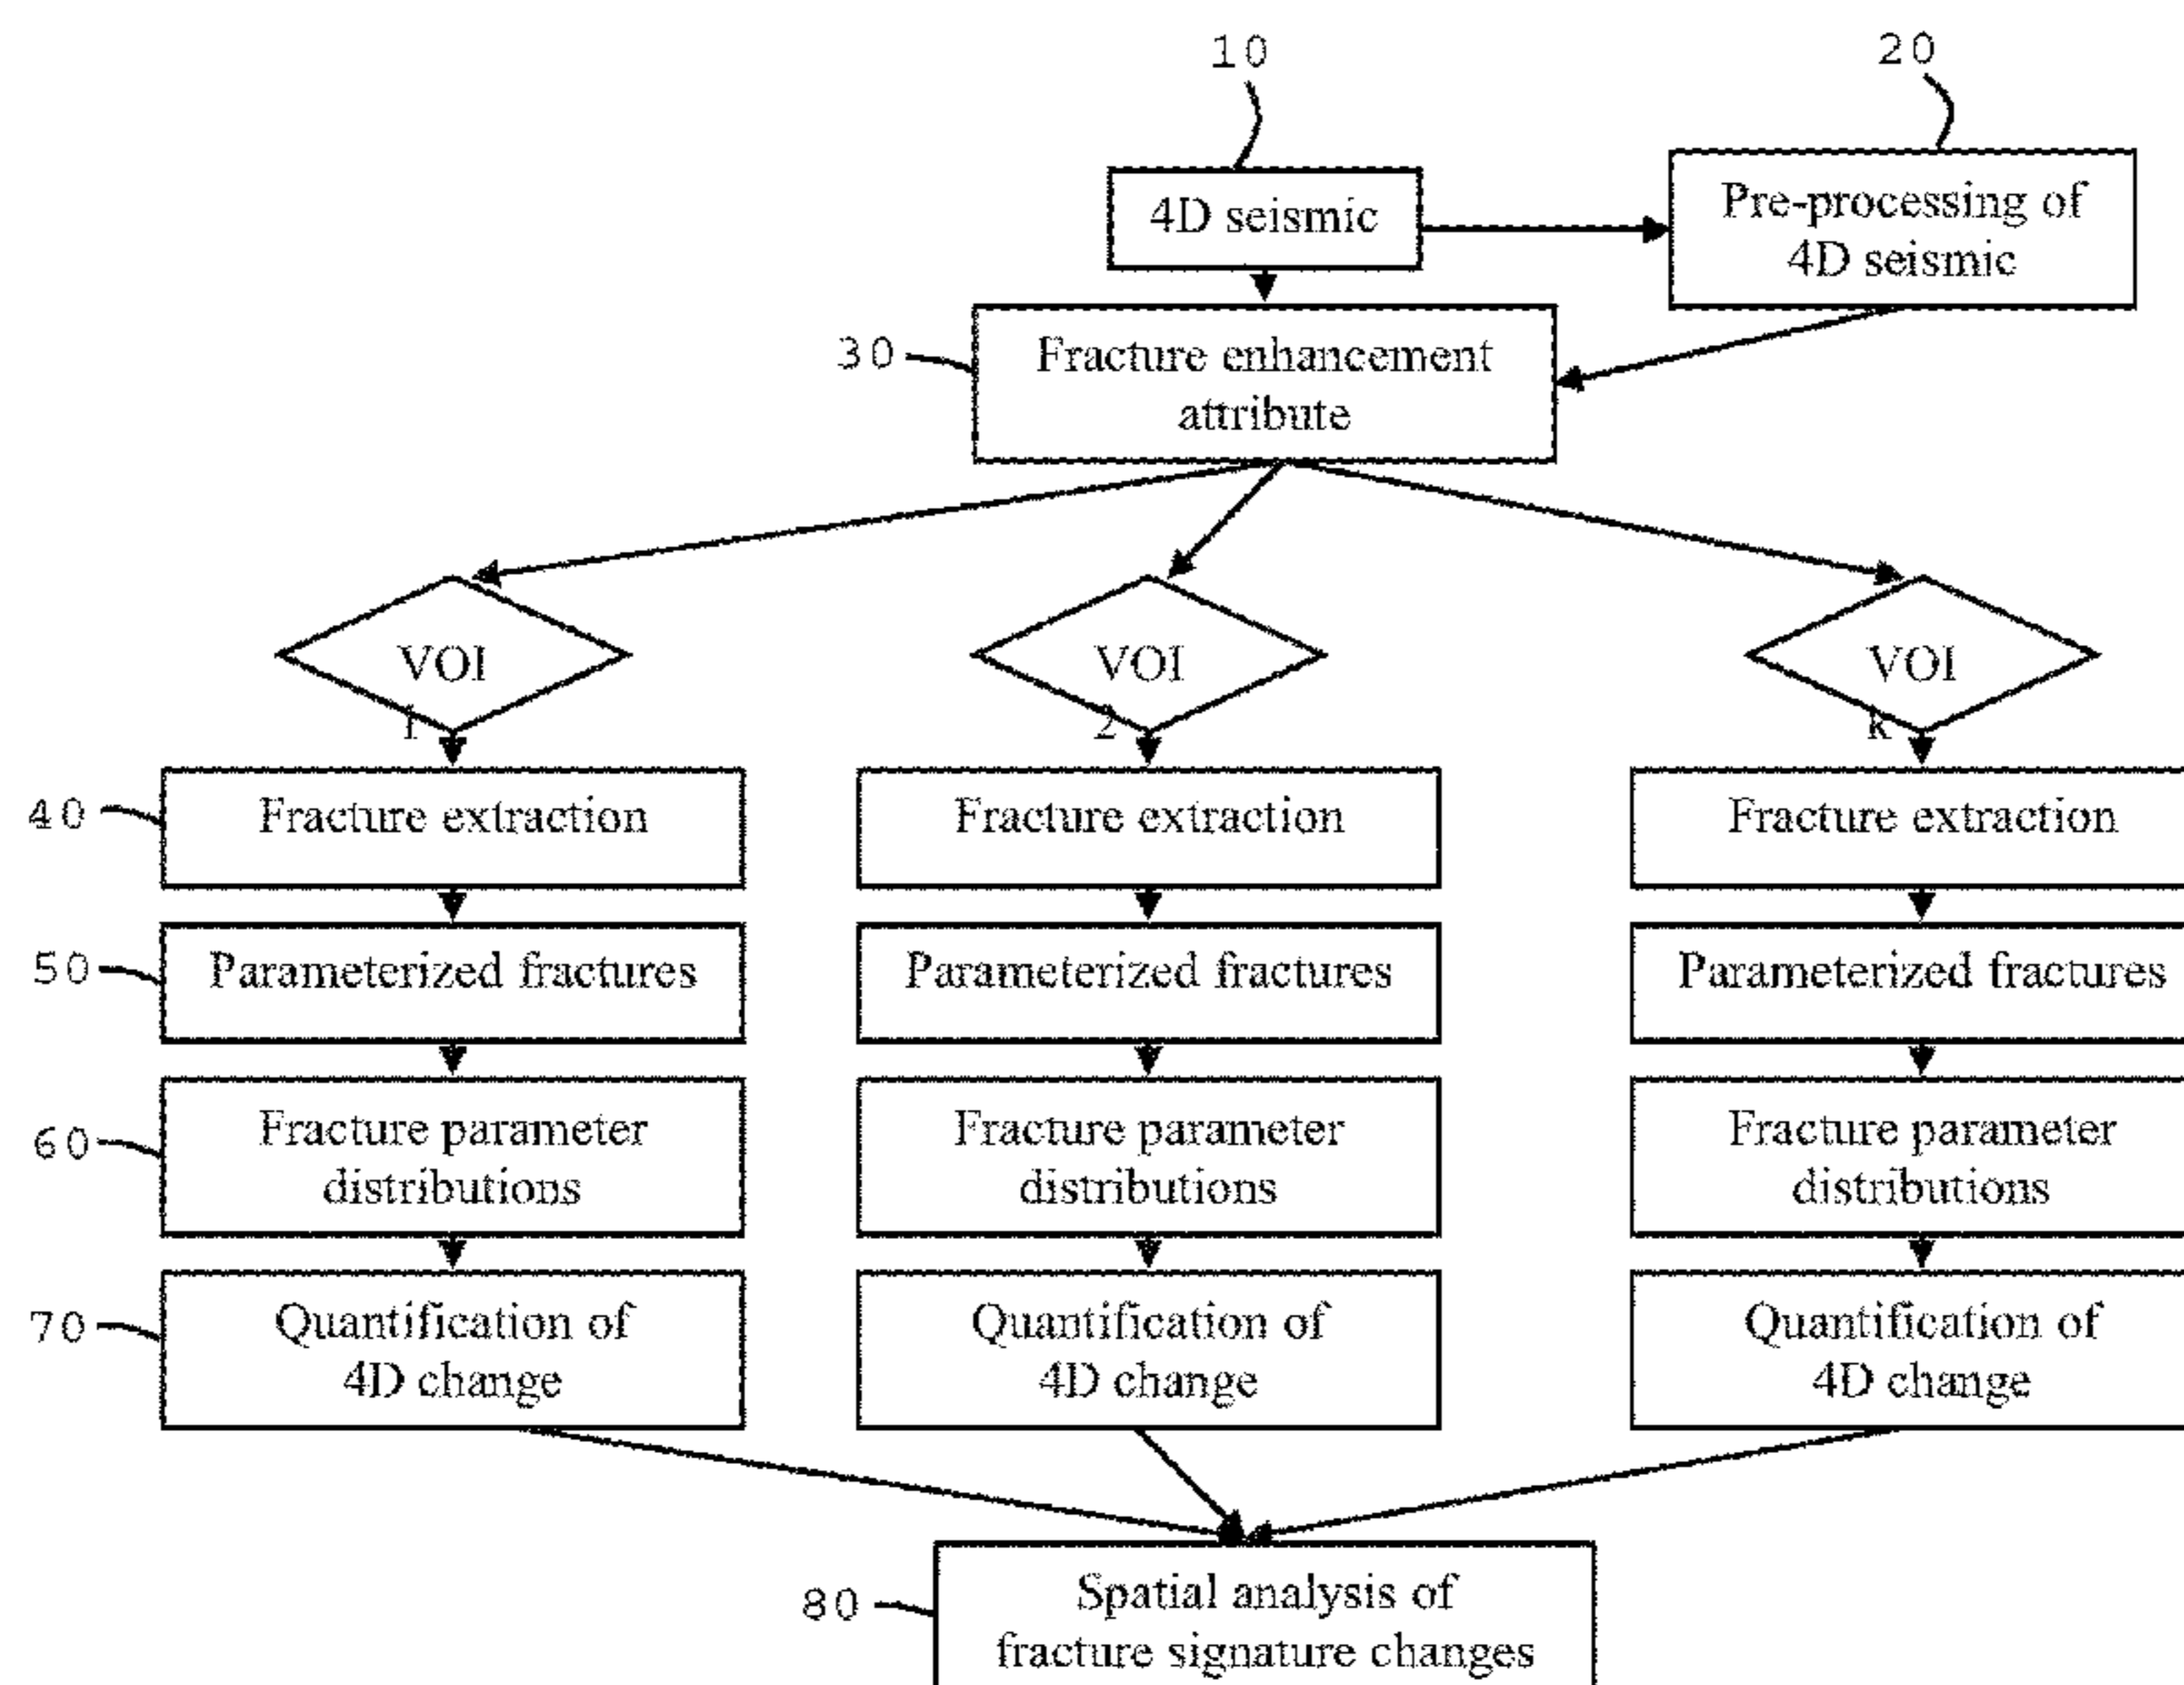 10
20
4D seismic
Pre-processing of
4D seismic
30
Fracture enhancement
attribute
VOI
1
VOI
2
VOI
k
40
Fracture extraction
Fracture extraction
Fracture extraction
50
Parameterized fractures
Parameterized fractures
Parameterized fractures
60
Fracture parameter
distributions
Fracture parameter
distributions
Fracture parameter
distributions
70
Quantification of
4D change
Quantification of
4D change
Quantification of
4D change
80
Spatial analysis of
fracture signature changes